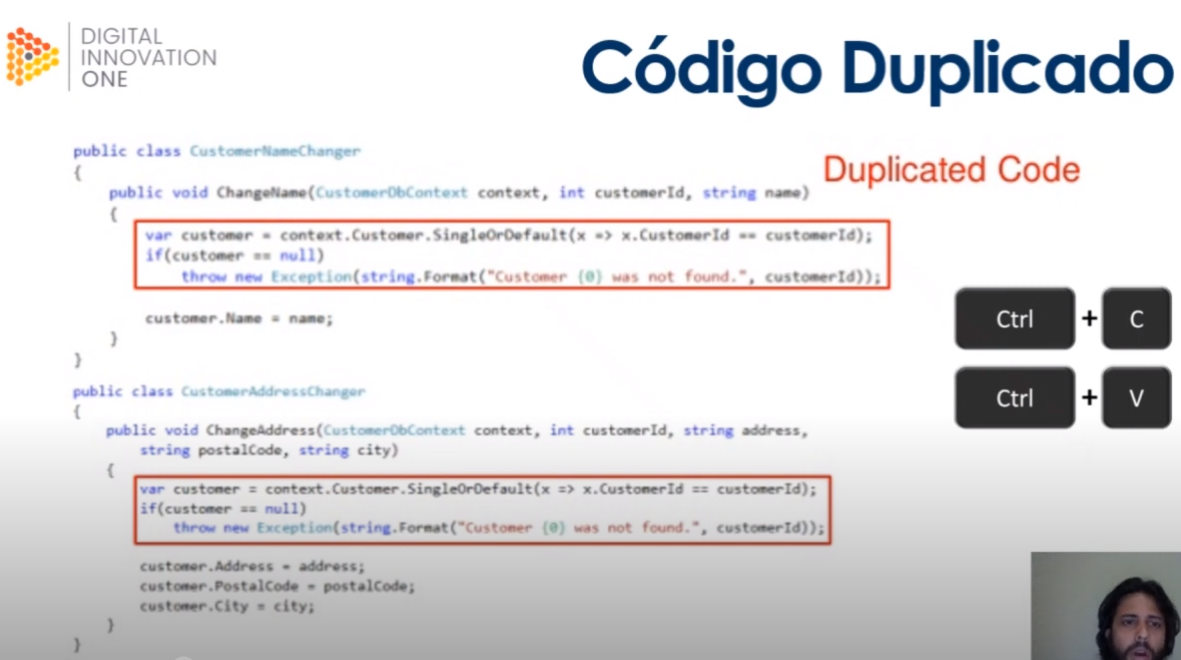 DIGITAL
INNOVATION
ONE
Código Duplicado
Duplicated Code
public class CustomerNameChanger
{
public void ChangeName(CustomerDbContext context, int customerId, string name)
{
var customer = context.Customer.SingleOrDefault(x => x.CustomerId == customerId);
if(customer == null)
throw new Exception(string.Format("Customer {0} was not found.", customerId));
customer.Name = name;
}
}
Ctrl + C
Ctrl + V
public class CustomerAddressChanger
{
public void ChangeAddress(CustomerDbContext context, int customerId, string address,
string postalCode, string city)
{
var customer = context.Customer.SingleOrDefault(x => x.CustomerId == customerId);
if(customer == null)
throw new Exception(string.Format("Customer {0} was not found.", customerId));
customer.Address = address;
customer.PostalCode = postalCode;
customer.City = city;
}
}